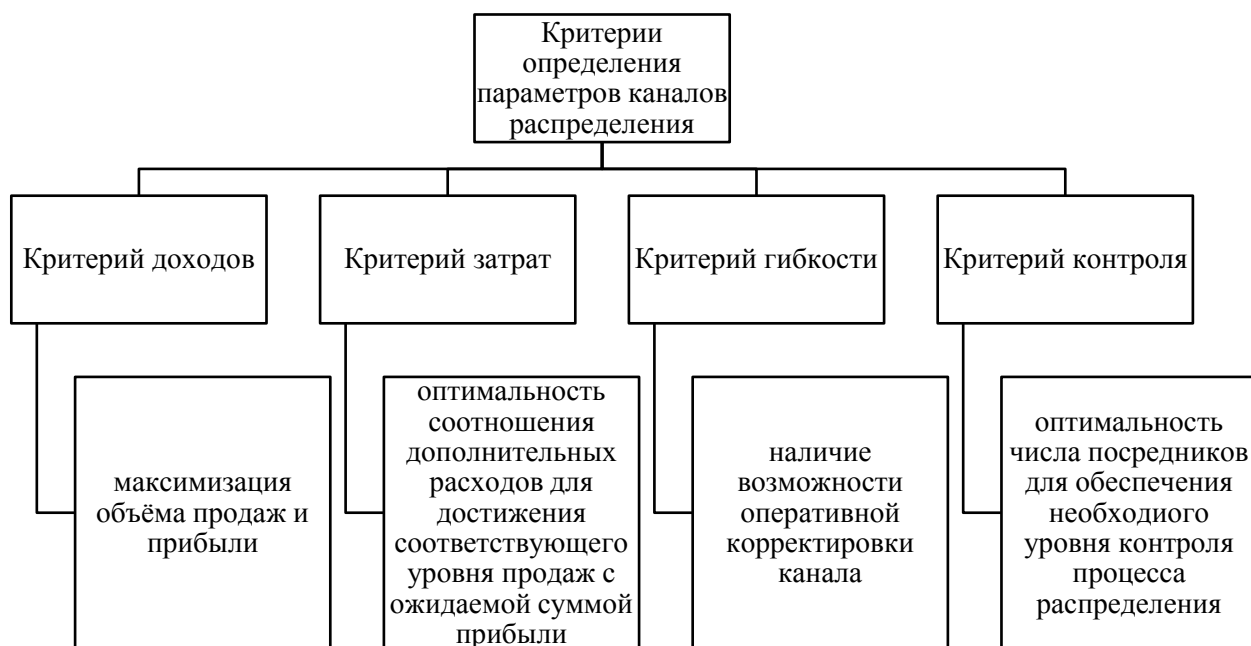 Критерии
определения
параметров каналов
распределения
Критерий доходов
Критерий затрат
Критерий гибкости
Критерий контроля
максимизация
объёма продаж и
прибыли
оптимальность
соотношения
дополнительных
расходов для
достижения
соответствующего
уровня продаж с
ожидаемой суммой
прибыли
наличие
возможности
оперативной
корректировки
канала
оптимальность
числа посредников
для обеспечения
необходиого
уровня контроля
процесса
распределения